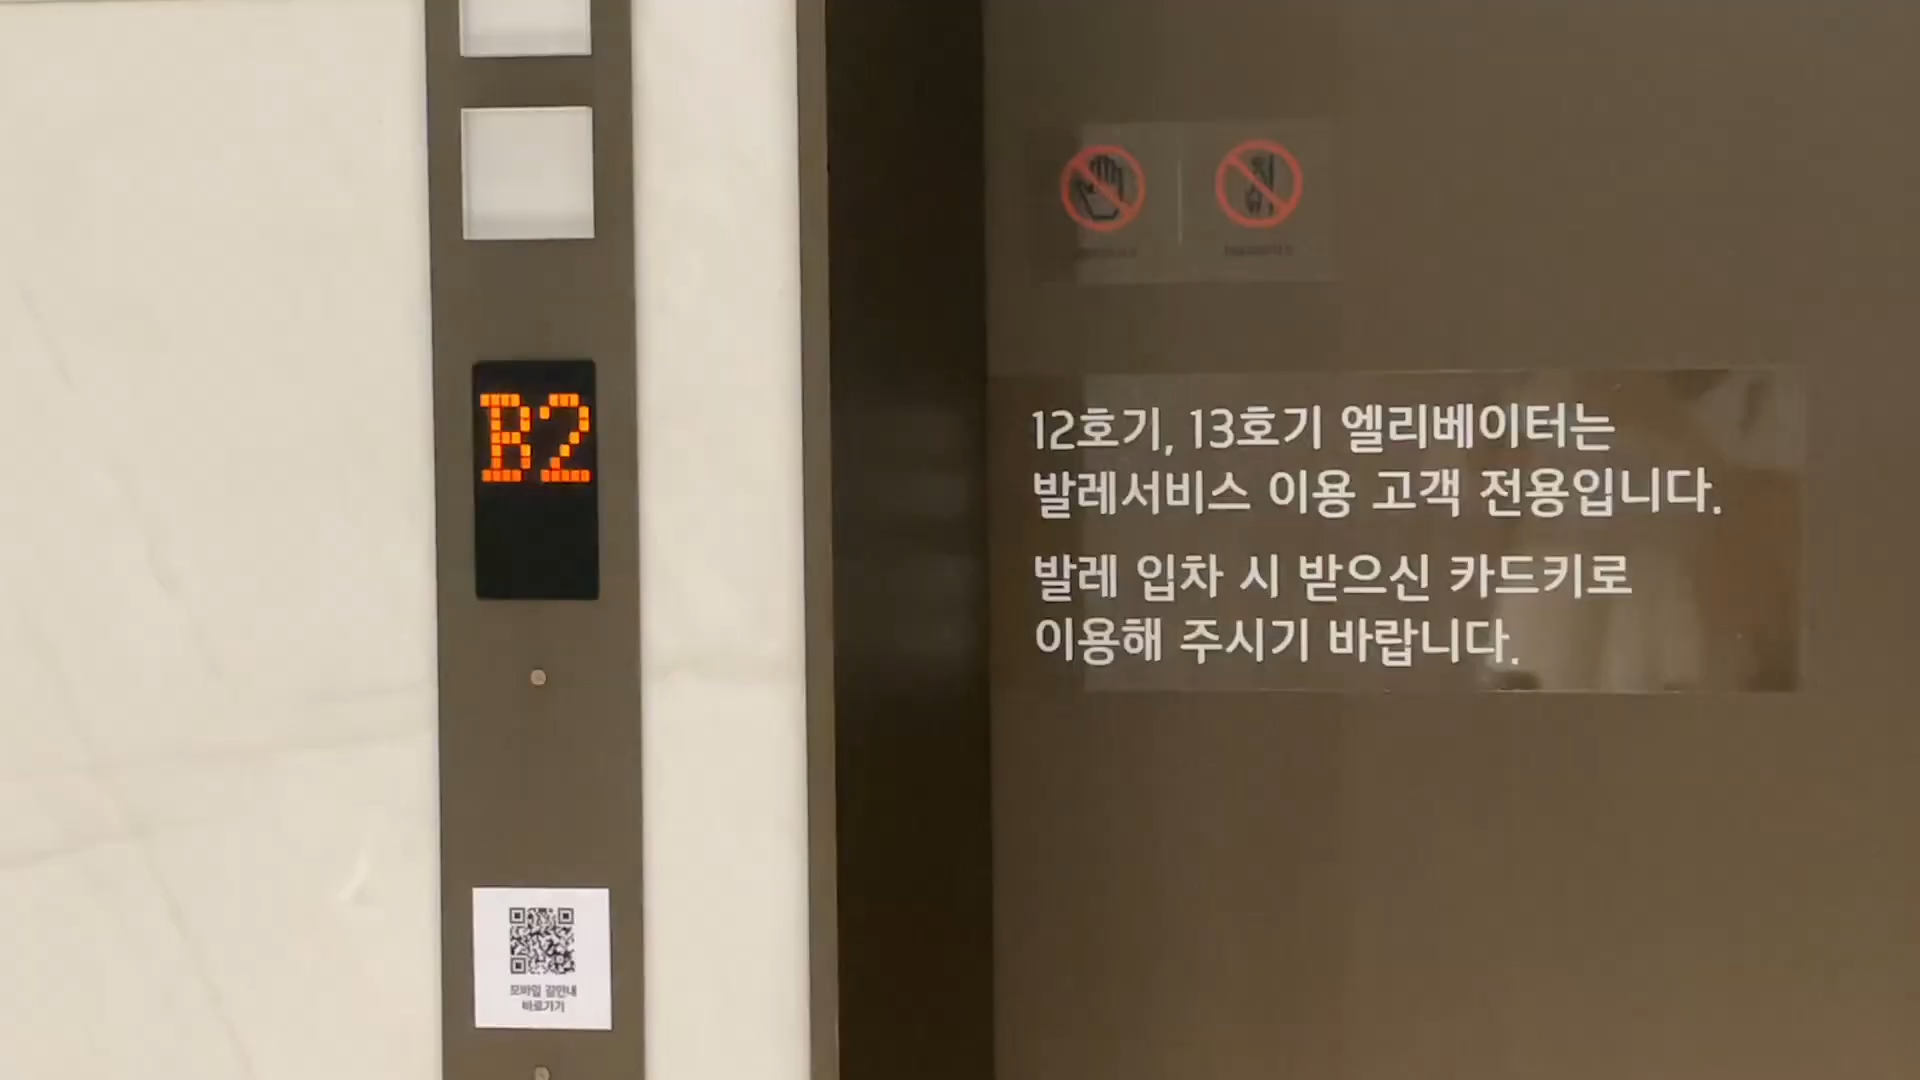 B2
12호기, 13호기 엘리베이터는
발레서비스 이용 고객 전용입니다.
발레 입차 시 받으신 카드키로
이용해 주시기 바랍니다.
모바일 길안내
바로가기